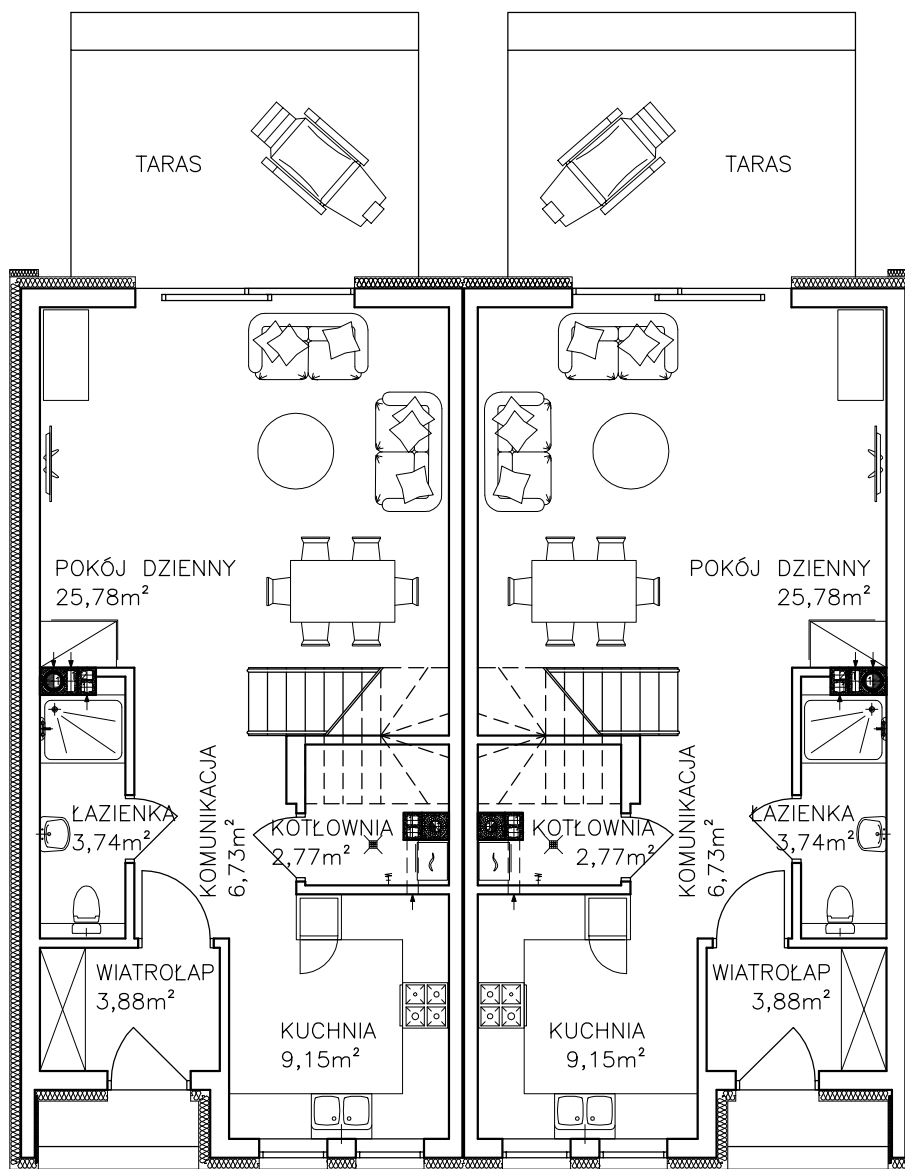 TARAS
TARAS
POKÓJ DZIENNY
25,78m²
POKÓJ DZIENNY
25,78m²
KOMUNIKACJA
6,73m²
KOMUNIKACJA
6,73m²
ŁAZIENKA
3,74m²
KOTŁOWNIA
2,77m²
KOTŁOWNIA
2,77m²
ŁAZIENKA
3,74m²
WIATROŁAP
3,88m²
WIATROŁAP
3,88m²
KUCHNIA
9,15m²
KUCHNIA
9,15m²